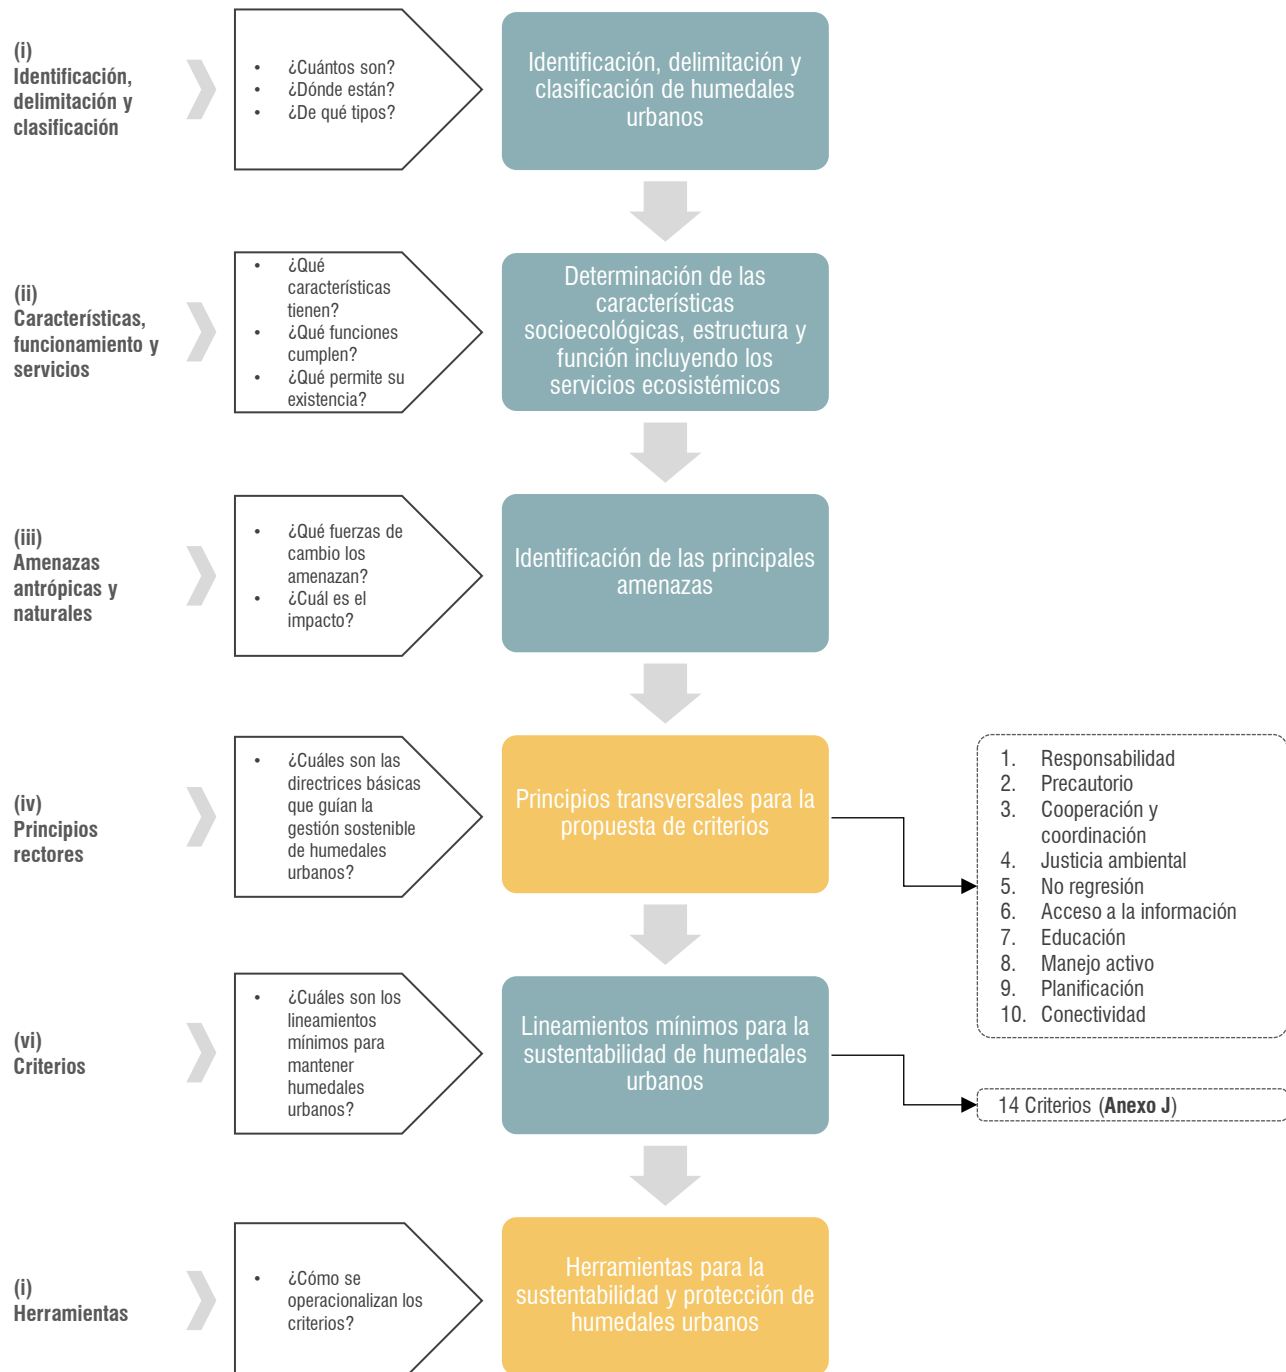 (i)
Identificación,
delimitación y
clasificación
• ¿Cuántos son?
• ¿Dónde están?
• ¿De qué tipos?
Identificación, delimitación y
clasificación de humedales
urbanos
(ii)
Características,
funcionamiento y
servicios
• ¿Qué
características
tienen?
• ¿Qué funciones
cumplen?
• ¿Qué permite su
existencia?
Determinación de las
características
socioecológicas, estructura y
función incluyendo los
servicios ecosistémicos
(iii)
Amenazas
antrópicas y
naturales
• ¿Qué fuerzas de
cambio los
amenazan?
• ¿Cuál es el
impacto?
Identificación de las principales
amenazas
(iv)
Principios
rectores
• ¿Cuáles son las
directrices básicas
que guían la
gestión sostenible
de humedales
urbanos?
Principios transversales para la
propuesta de criterios
1. Responsabilidad
2. Precautorio
3. Cooperación y
coordinación
4. Justicia ambiental
5. No regresión
6. Acceso a la información
7. Educación
8. Manejo activo
9. Planificación
10. Conectividad
(vi)
Criterios
• ¿Cuáles son los
lineamientos
mínimos para
mantener
humedales
urbanos?
Lineamientos mínimos para la
sustentabilidad de humedales
urbanos
14 Criterios (Anexo J)
(i)
Herramientas
• ¿Cómo se
operacionalizan los
criterios?
Herramientas para la
sustentabilidad y protección de
humedales urbanos